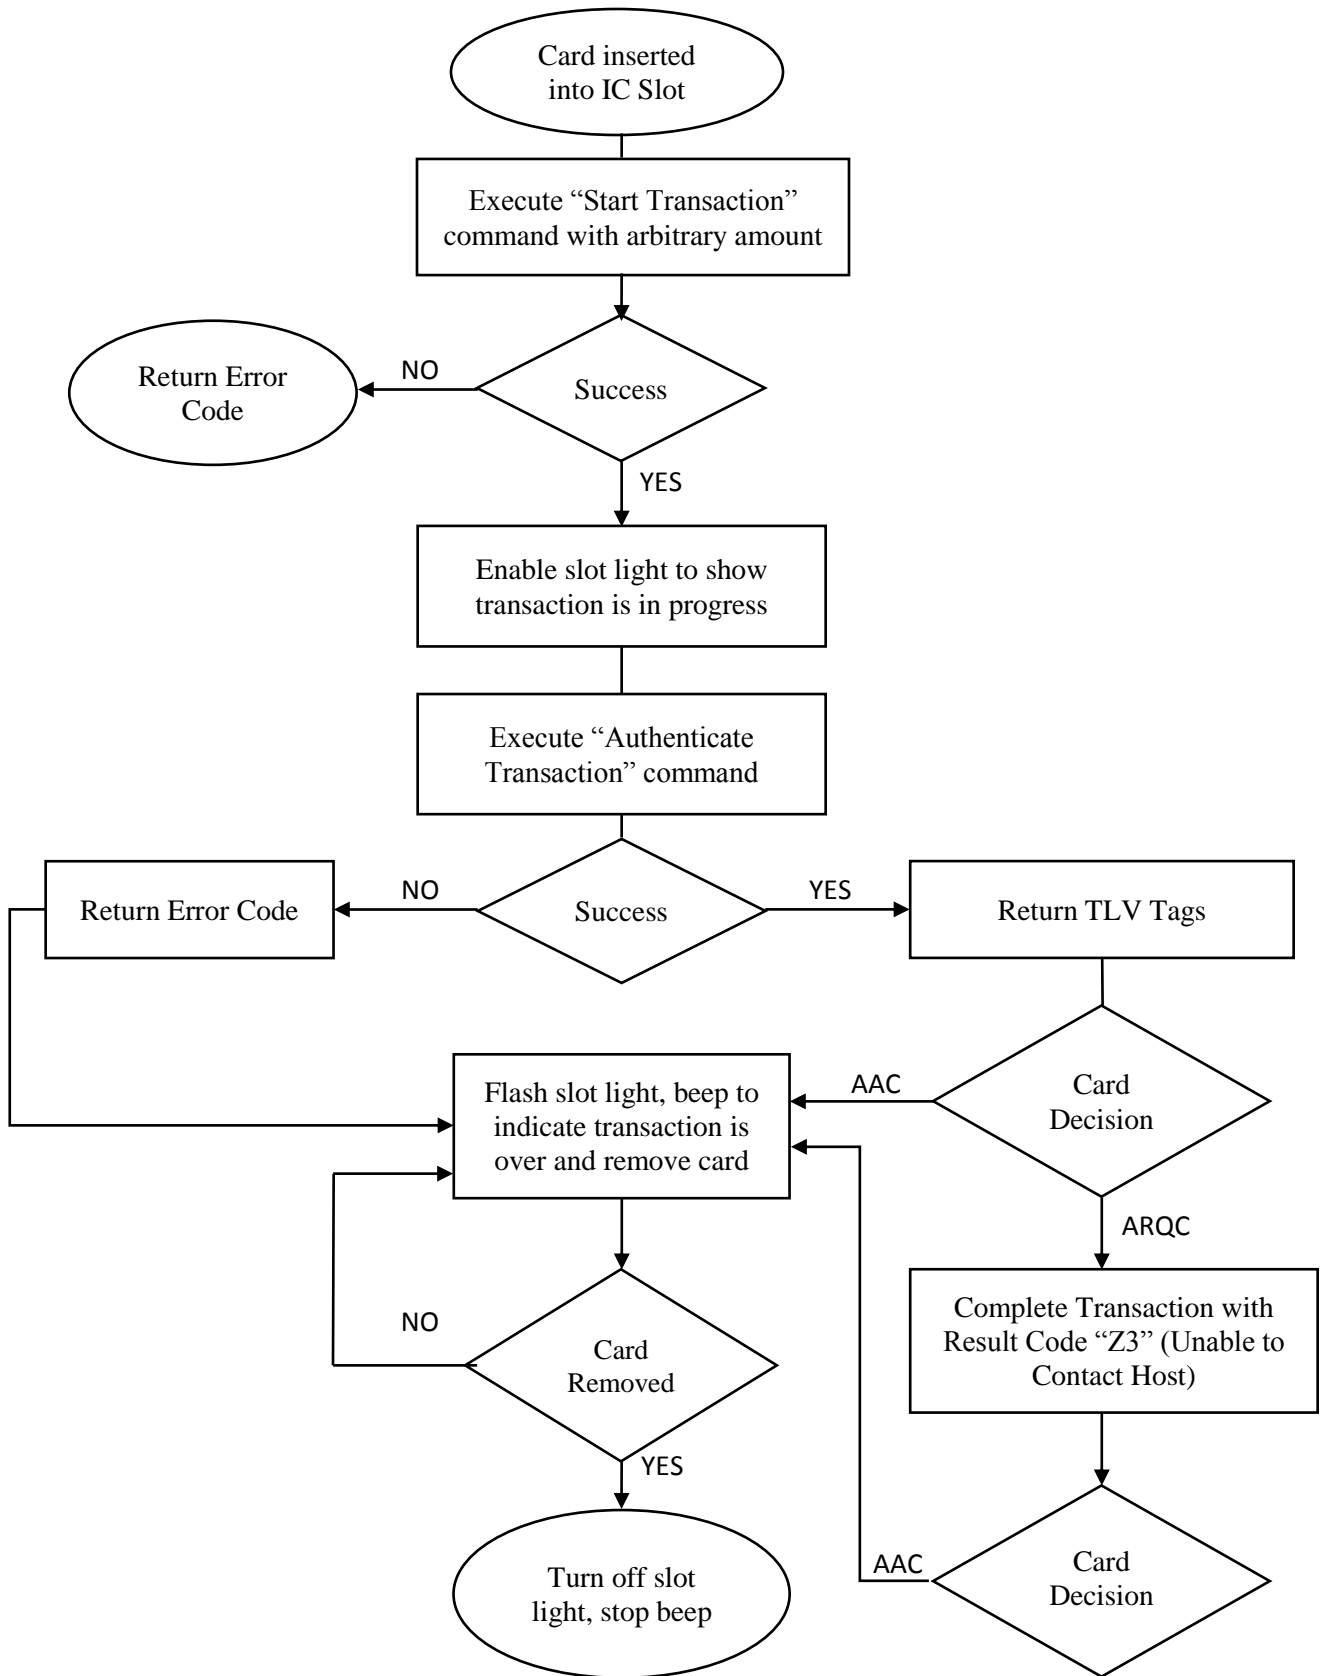 Card inserted
into IC Slot
Execute “Start Transaction”
command with arbitrary amount
Return Error
Code
NO
Success
YES
Enable slot light to show
transaction is in progress
Execute “Authenticate
Transaction” command
Return Error Code
NO
Success
YES
Return TLV Tags
Flash slot light, beep to
indicate transaction is
over and remove card
AAC
Card
Decision
ARQC
Complete Transaction with
Result Code “Z3” (Unable to
Contact Host)
NO
Card
Removed
YES
Turn off slot
light, stop beep
AAC
Card
Decision